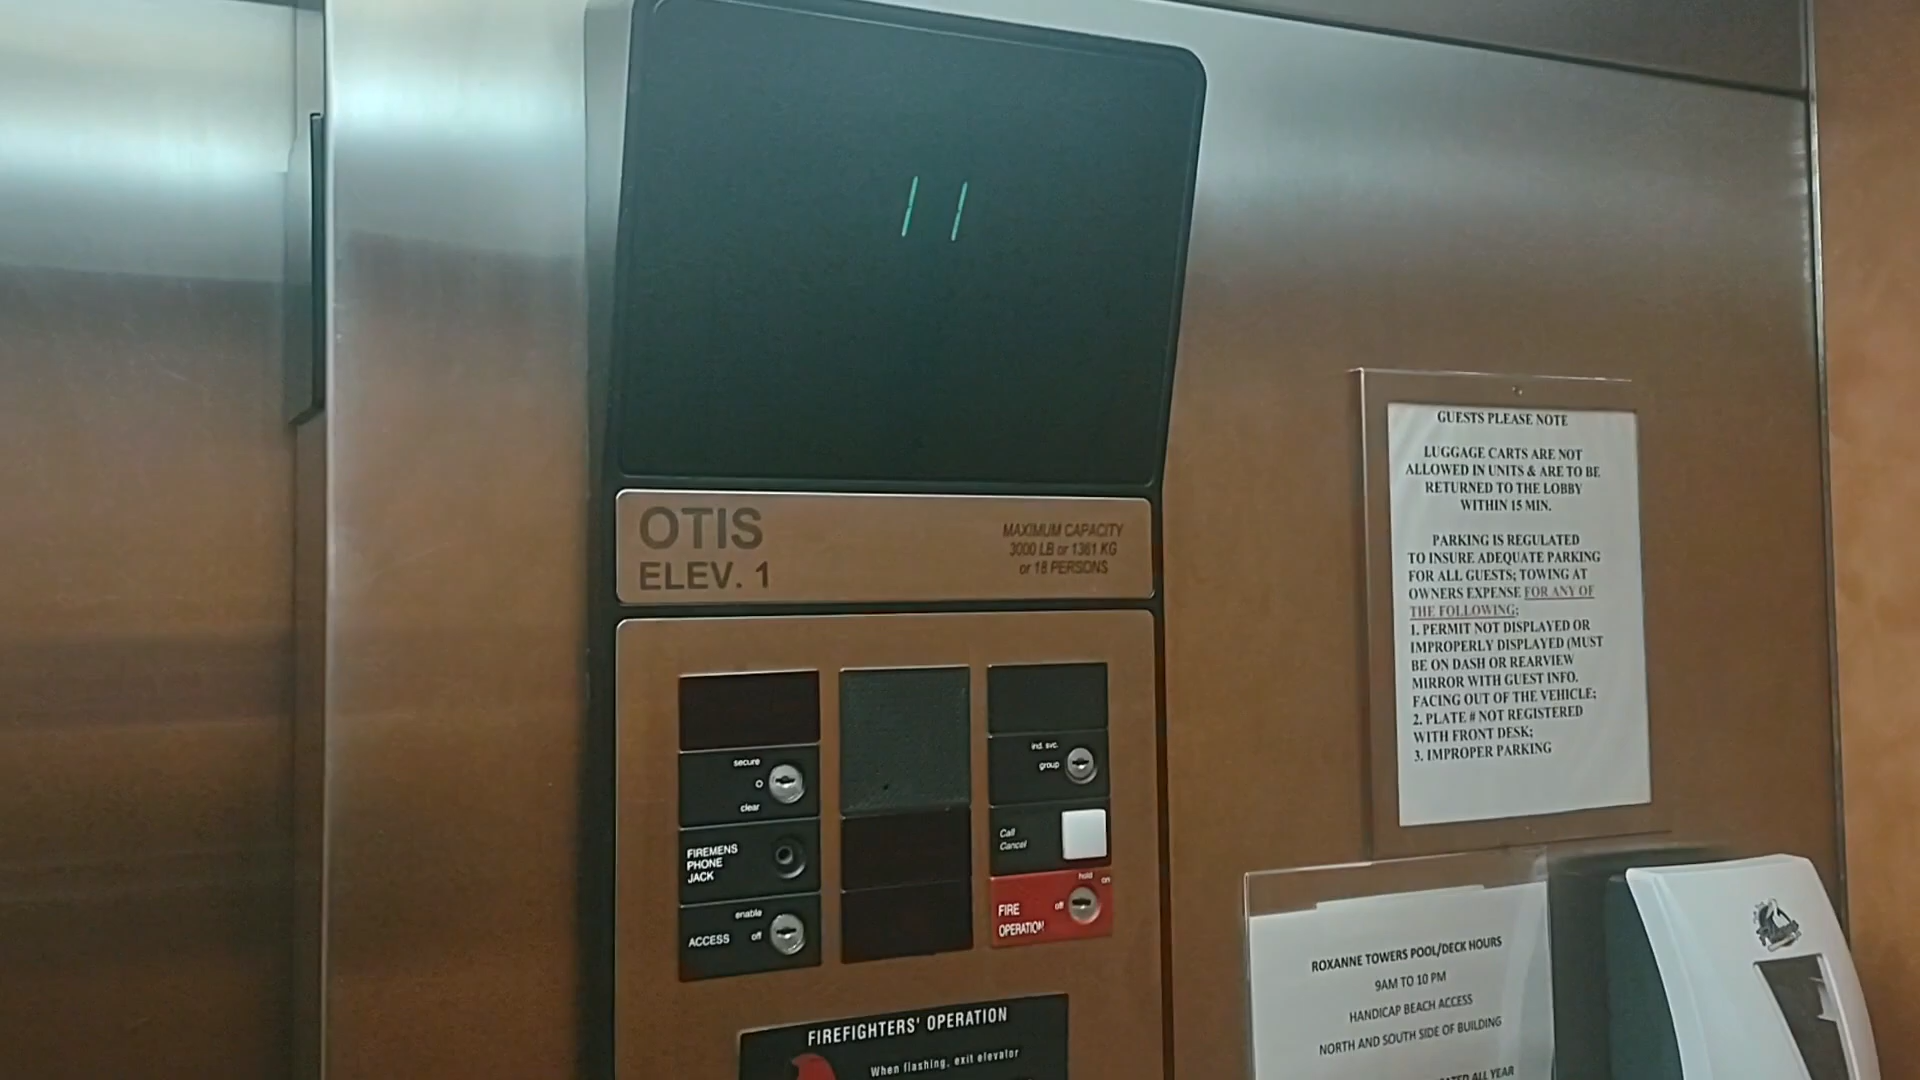 11
OTIS
ELEV. 1
MAXIMUM CAPACITY
3000 LB or 1361 KG
or 18 PERSONS
secure
O
clear
FIREMENS
PHONE
JACK
enable
ACCESS off
ind. svc.
group
Call
Cancel
hold on
off
FIRE
OPERATION
FIREFIGHTERS' OPERATION
When flashing, exit elevator
GUESTS PLEASE NOTE
LUGGAGE CARTS ARE NOT
ALLOWED IN UNITS & ARE TO BE
RETURNED TO THE LOBBY
WITHIN 15 MIN.
PARKING IS REGULATED
TO INSURE ADEQUATE PARKING
FOR ALL GUESTS; TOWING AT
OWNERS EXPENSE FOR ANY OF
THE FOLLOWING:
1. PERMIT NOT DISPLAYED OR
IMPROPERLY DISPLAYED (MUST
BE ON DASH OR REARVIEW
MIRROR WITH GUEST INFO.
FACING OUT OF THE VEHICLE;
2. PLATE # NOT REGISTERED
WITH FRONT DESK;
3. IMPROPER PARKING
ROXANNE TOWERS POOL/DECK HOURS
9AM TO 10 PM
HANDICAP BEACH ACCESS
NORTH AND SOUTH SIDE OF BUILDING
ALL YEAR